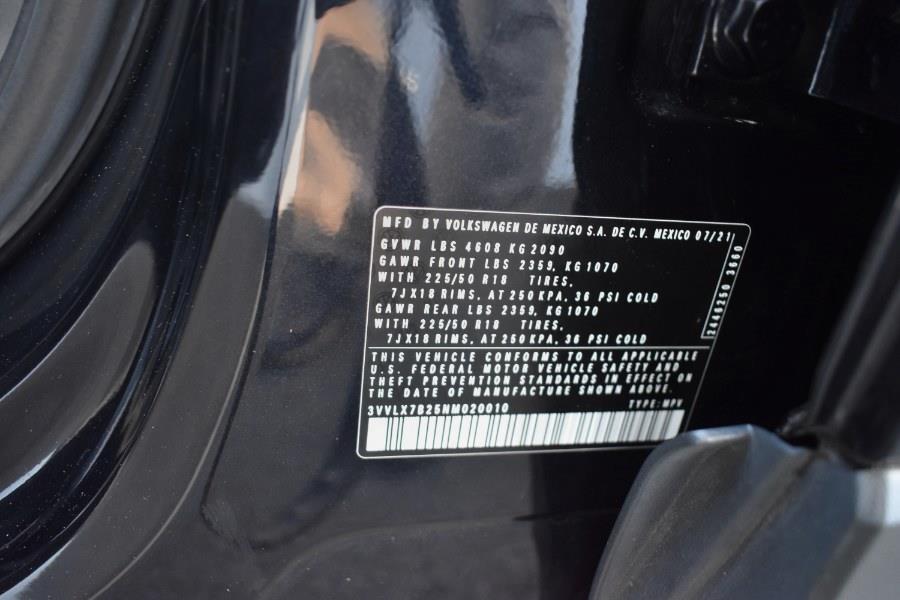 MFD BY VOLKSWAGEN DE MEXICO S.A. DE C.V. MEXICO 07/21
GVWR LBS 4608 KG 2090
GAWR FRONT LBS 2359, KG 1070
WITH 225/50 R18 TIRES,
7JX18 RIMS, AT 250 KPA, 36 PSI COLD
GAWR REAR LBS 2359, KG 1070
WITH 225/50 R18 TIRES,
7JX18 RIMS, AT 250 KPA, 36 PSI COLD
2446250 3660
THIS VEHICLE CONFORMS TO ALL APPLICABLE
U.S. FEDERAL MOTOR VEHICLE SAFETY AND
THEFT PREVENTION STANDARDS IN EFFECT ON
THE DATE OF MANUFACTURE SHOWN ABOVE.
3VVLX7B25NM020010 TYPE: MPV